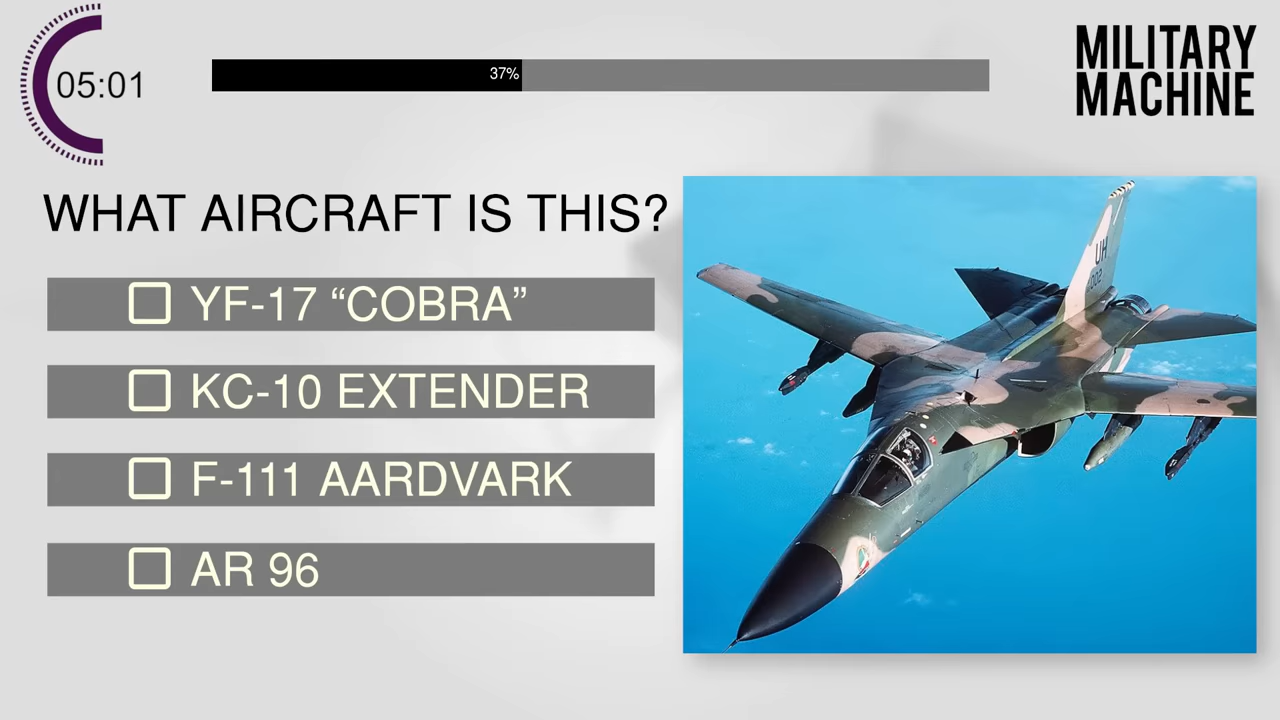 05:01
37%
MILITARY
MACHINE
WHAT AIRCRAFT IS THIS?
YF-17 “COBRA”
KC-10 EXTENDER
F-111 AARDVARK
AR 96
UH